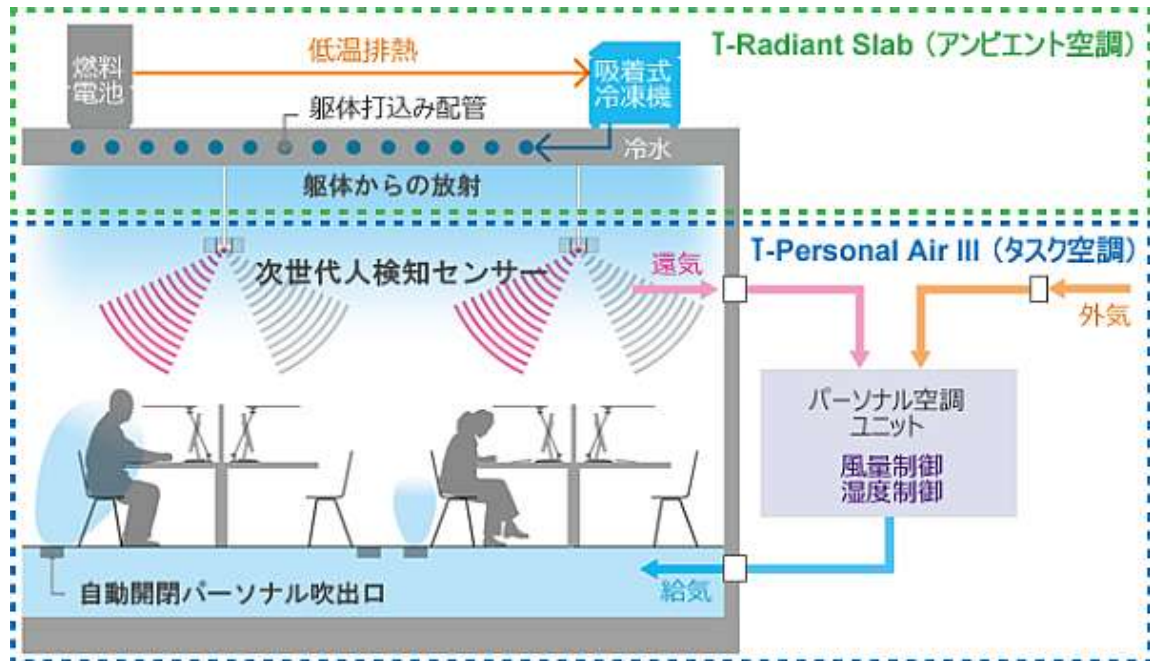 T-Radiant Slab（アンビエント空調）
燃料
電池
低温排熱
吸着式
冷凍機
躯体打込み配管
冷水
躯体からの放射
T-Personal Air III（タスク空調）
次世代人検知センサー
還気
外気
パーソナル空調
ユニット
風量制御
湿度制御
自動開閉パーソナル吹出口
給気